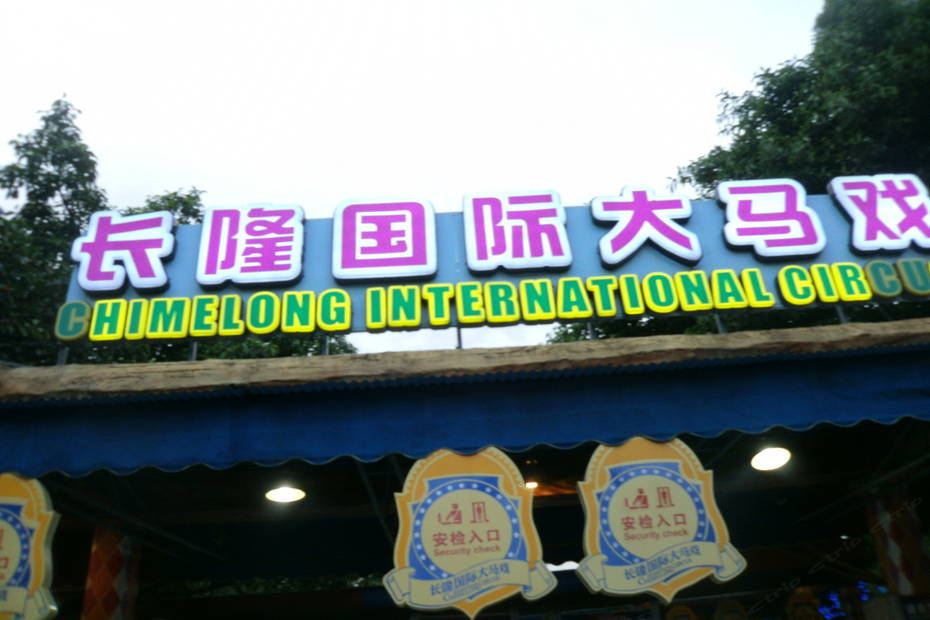 长隆国际大马戏
CHIMELONG INTERNATIONAL CIRCU
安检入口
Security check
长隆国际大马戏
安检入口
Security check
长隆国际大马戏